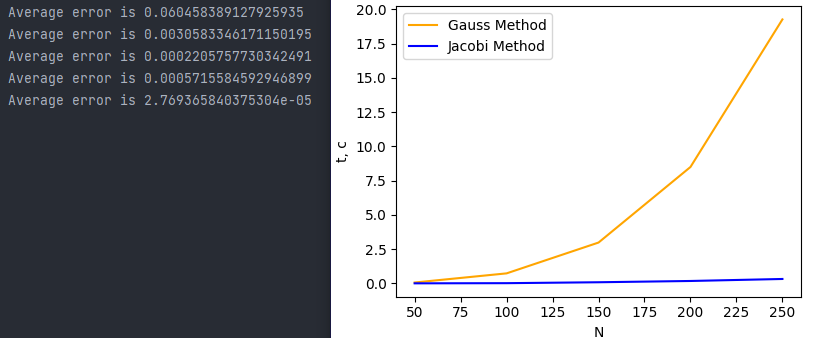 Average error is 0.060458389127925935
Average error is 0.0030583346171150195
Average error is 0.0002205757730342491
Average error is 0.0005715584592946899
Average error is 2.769365840375304e-05
20.0
17.5
15.0
12.5
10.0
7.5
5.0
2.5
0.0
t, c
Gauss Method
Jacobi Method
50 75 100 125 150 175 200 225 250
N